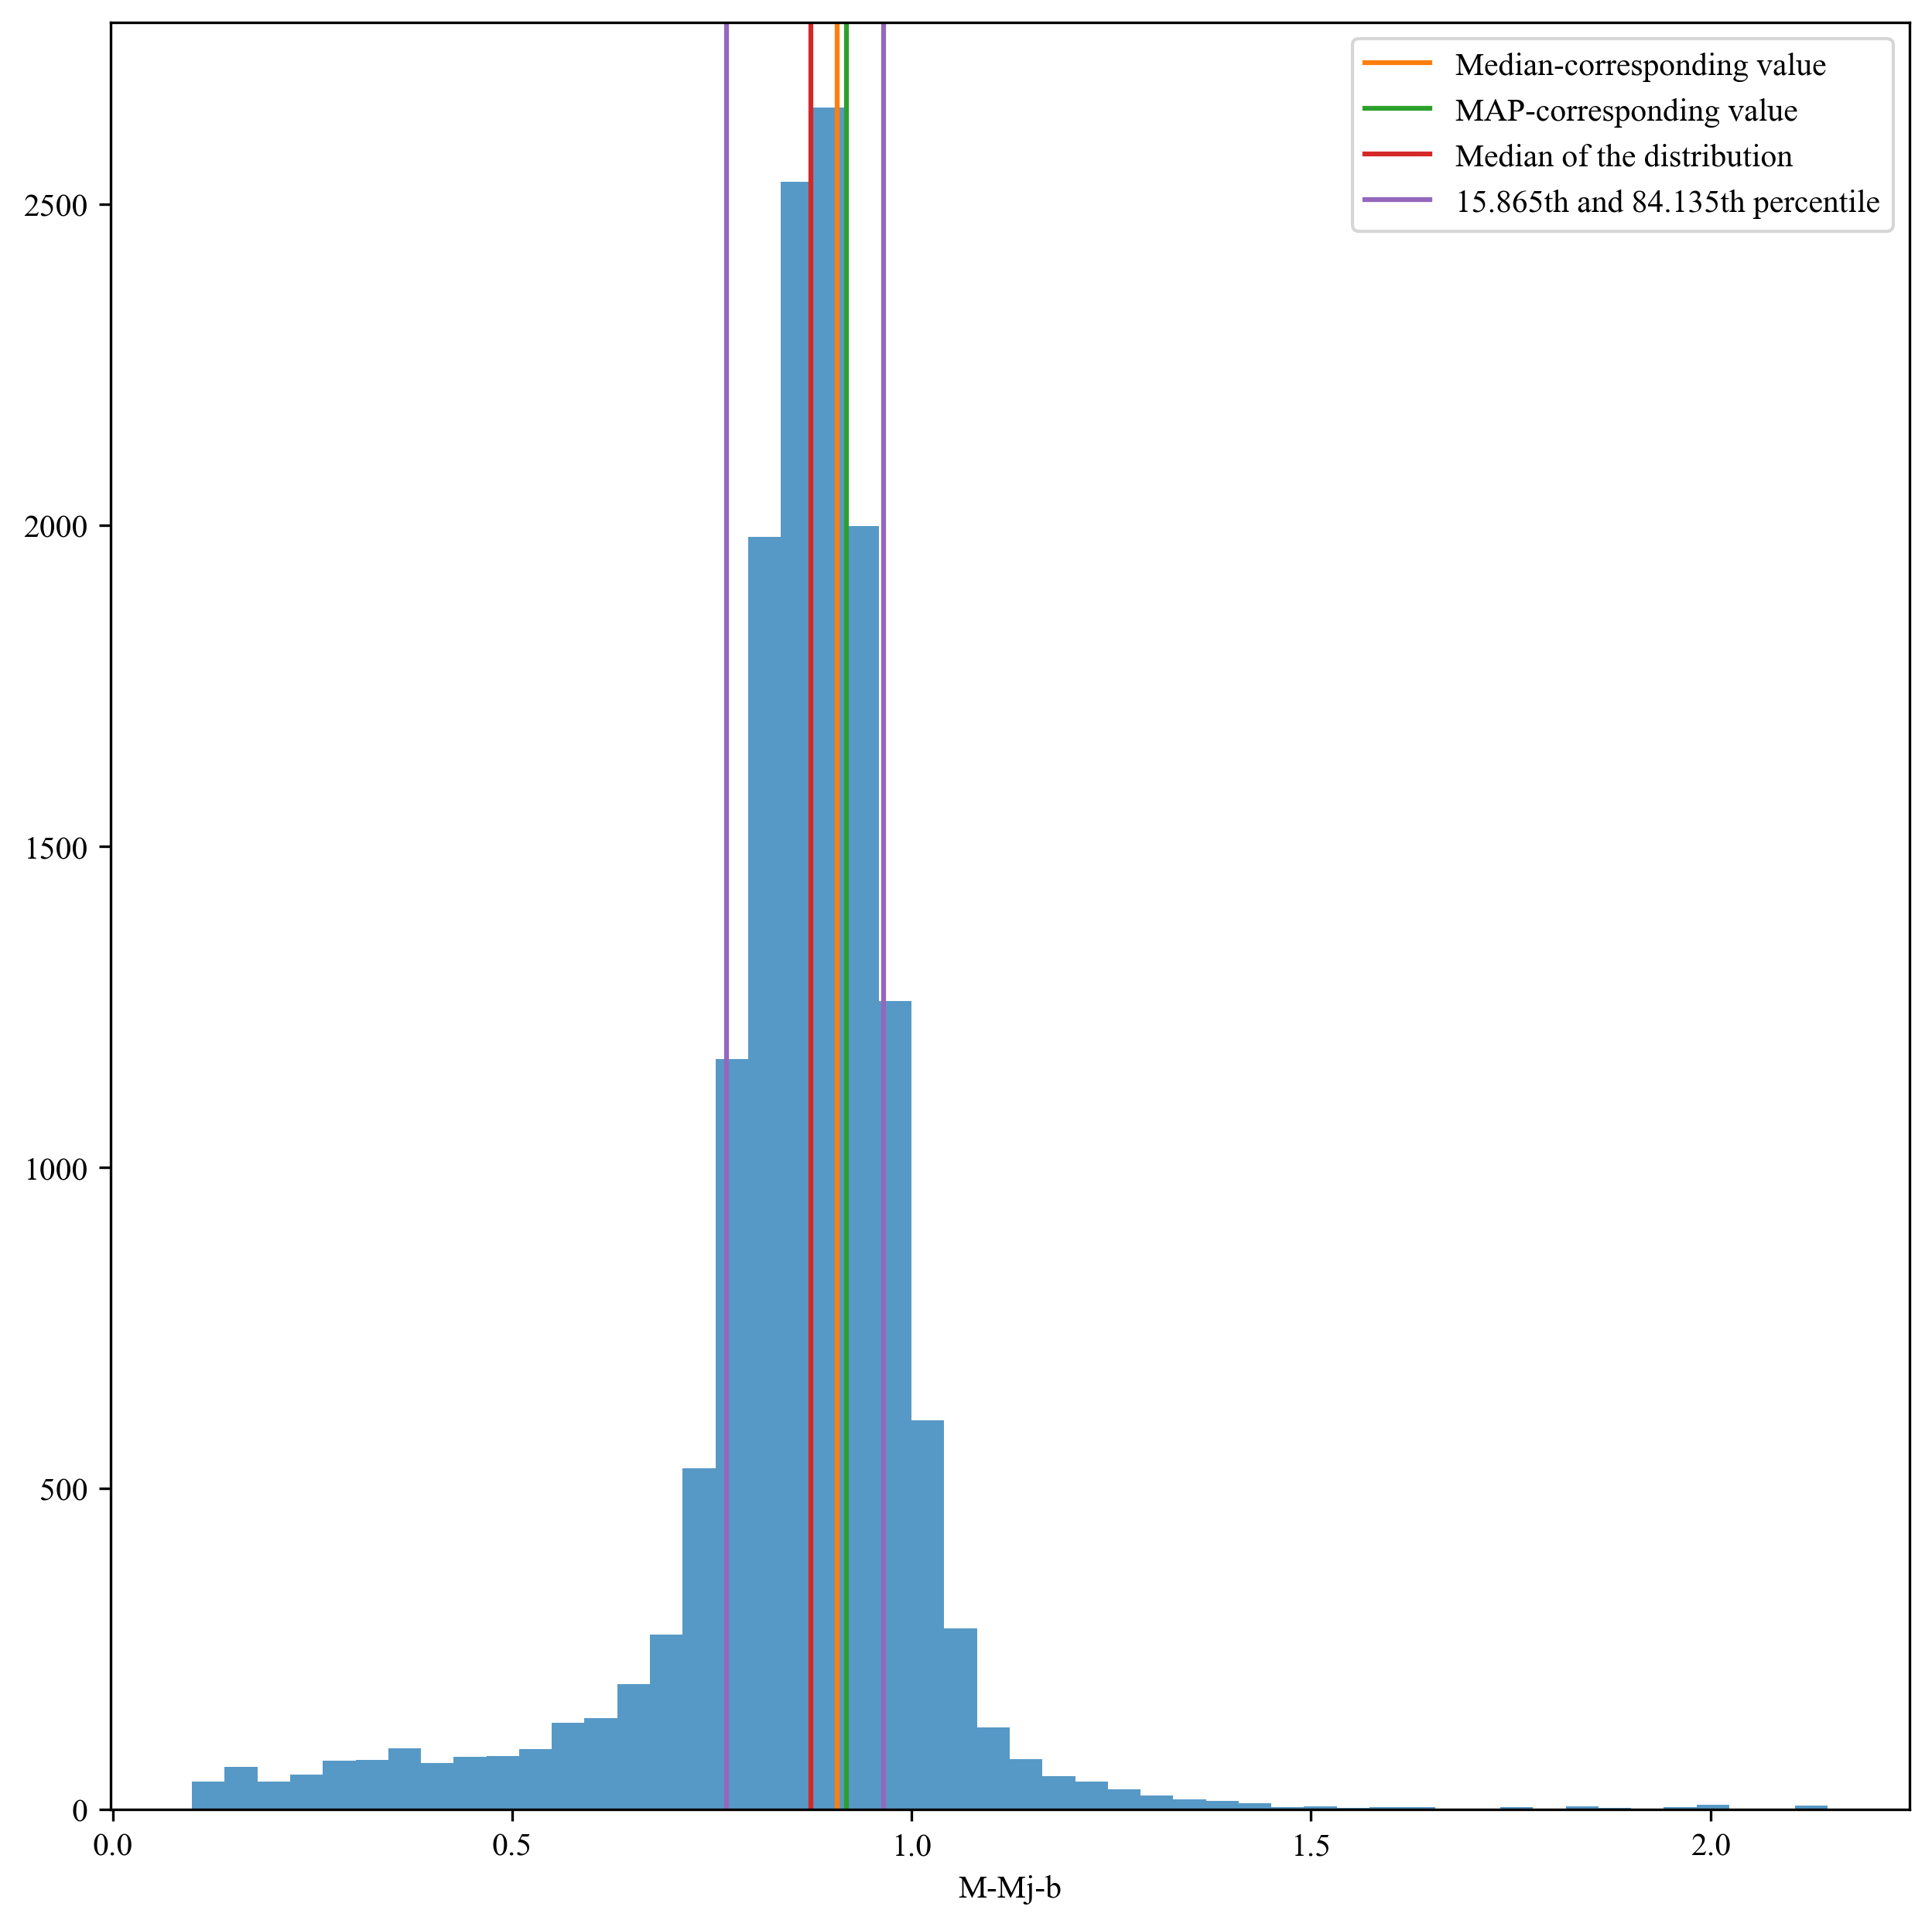 Median-corresponding value
MAP-corresponding value
Median of the distribution
15.865th and 84.135th percentile
2500
2000
1500
1000
500
0
0.0 0.5 1.0 1.5 2.0
M-Mj-b